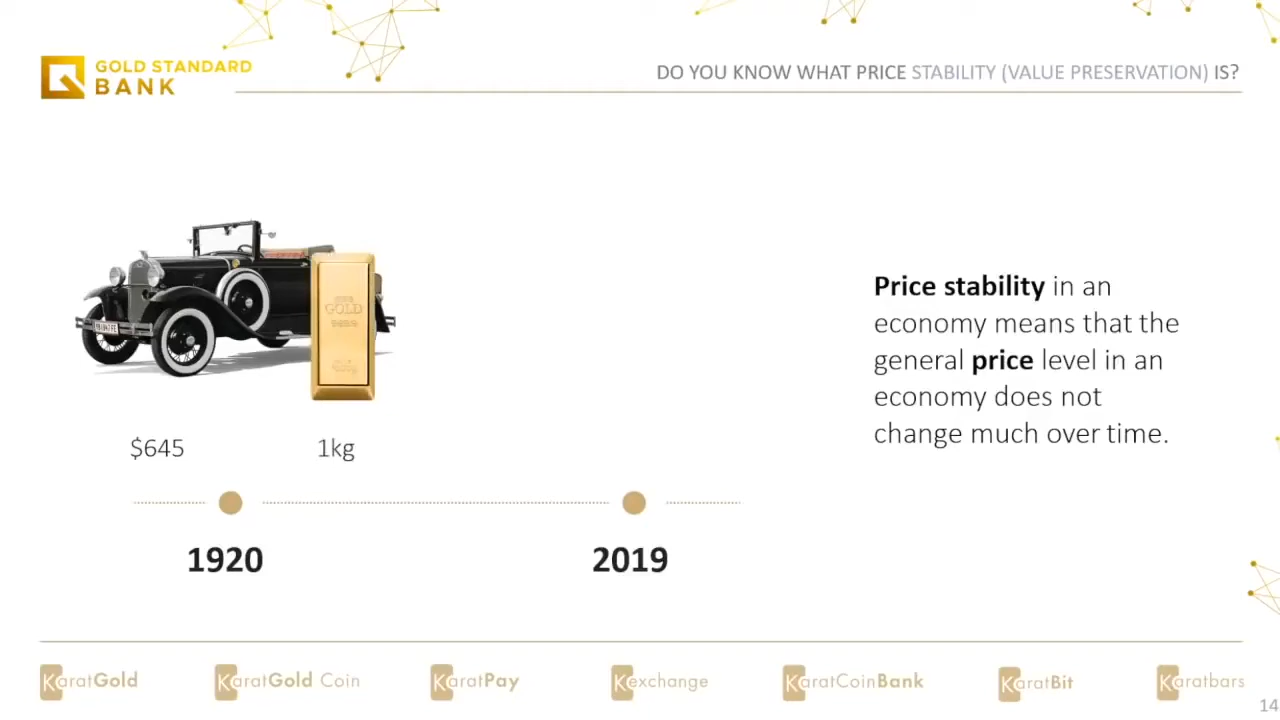 GOLD STANDARD
BANK
DO YOU KNOW WHAT PRICE STABILITY (VALUE PRESERVATION) IS?
GOLD
Price stability in an
economy means that the
general price level in an
economy does not
change much over time.
$645
1kg
1920
2019
KaratGold
KaratGold Coin
KaratPay
Kexchange
KaratCoinBank
KaratBit
Karatbars
14